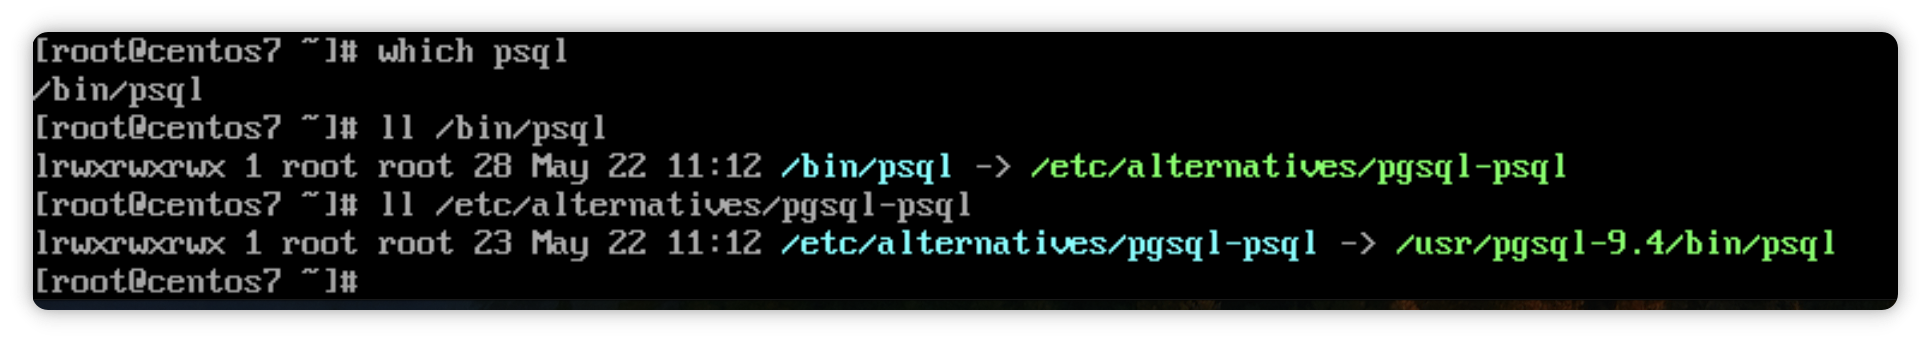 [root@centos7 ~]# which psql
/bin/psql
[root@centos7 ~]# ll /bin/psql
lrwxrwxrwx 1 root root 28 May 22 11:12 /bin/psql -> /etc/alternatives/pgsql-psql
[root@centos7 ~]# ll /etc/alternatives/pgsql-psql
lrwxrwxrwx 1 root root 23 May 22 11:12 /etc/alternatives/pgsql-psql -> /usr/pgsql-9.4/bin/psql
[root@centos7 ~]#